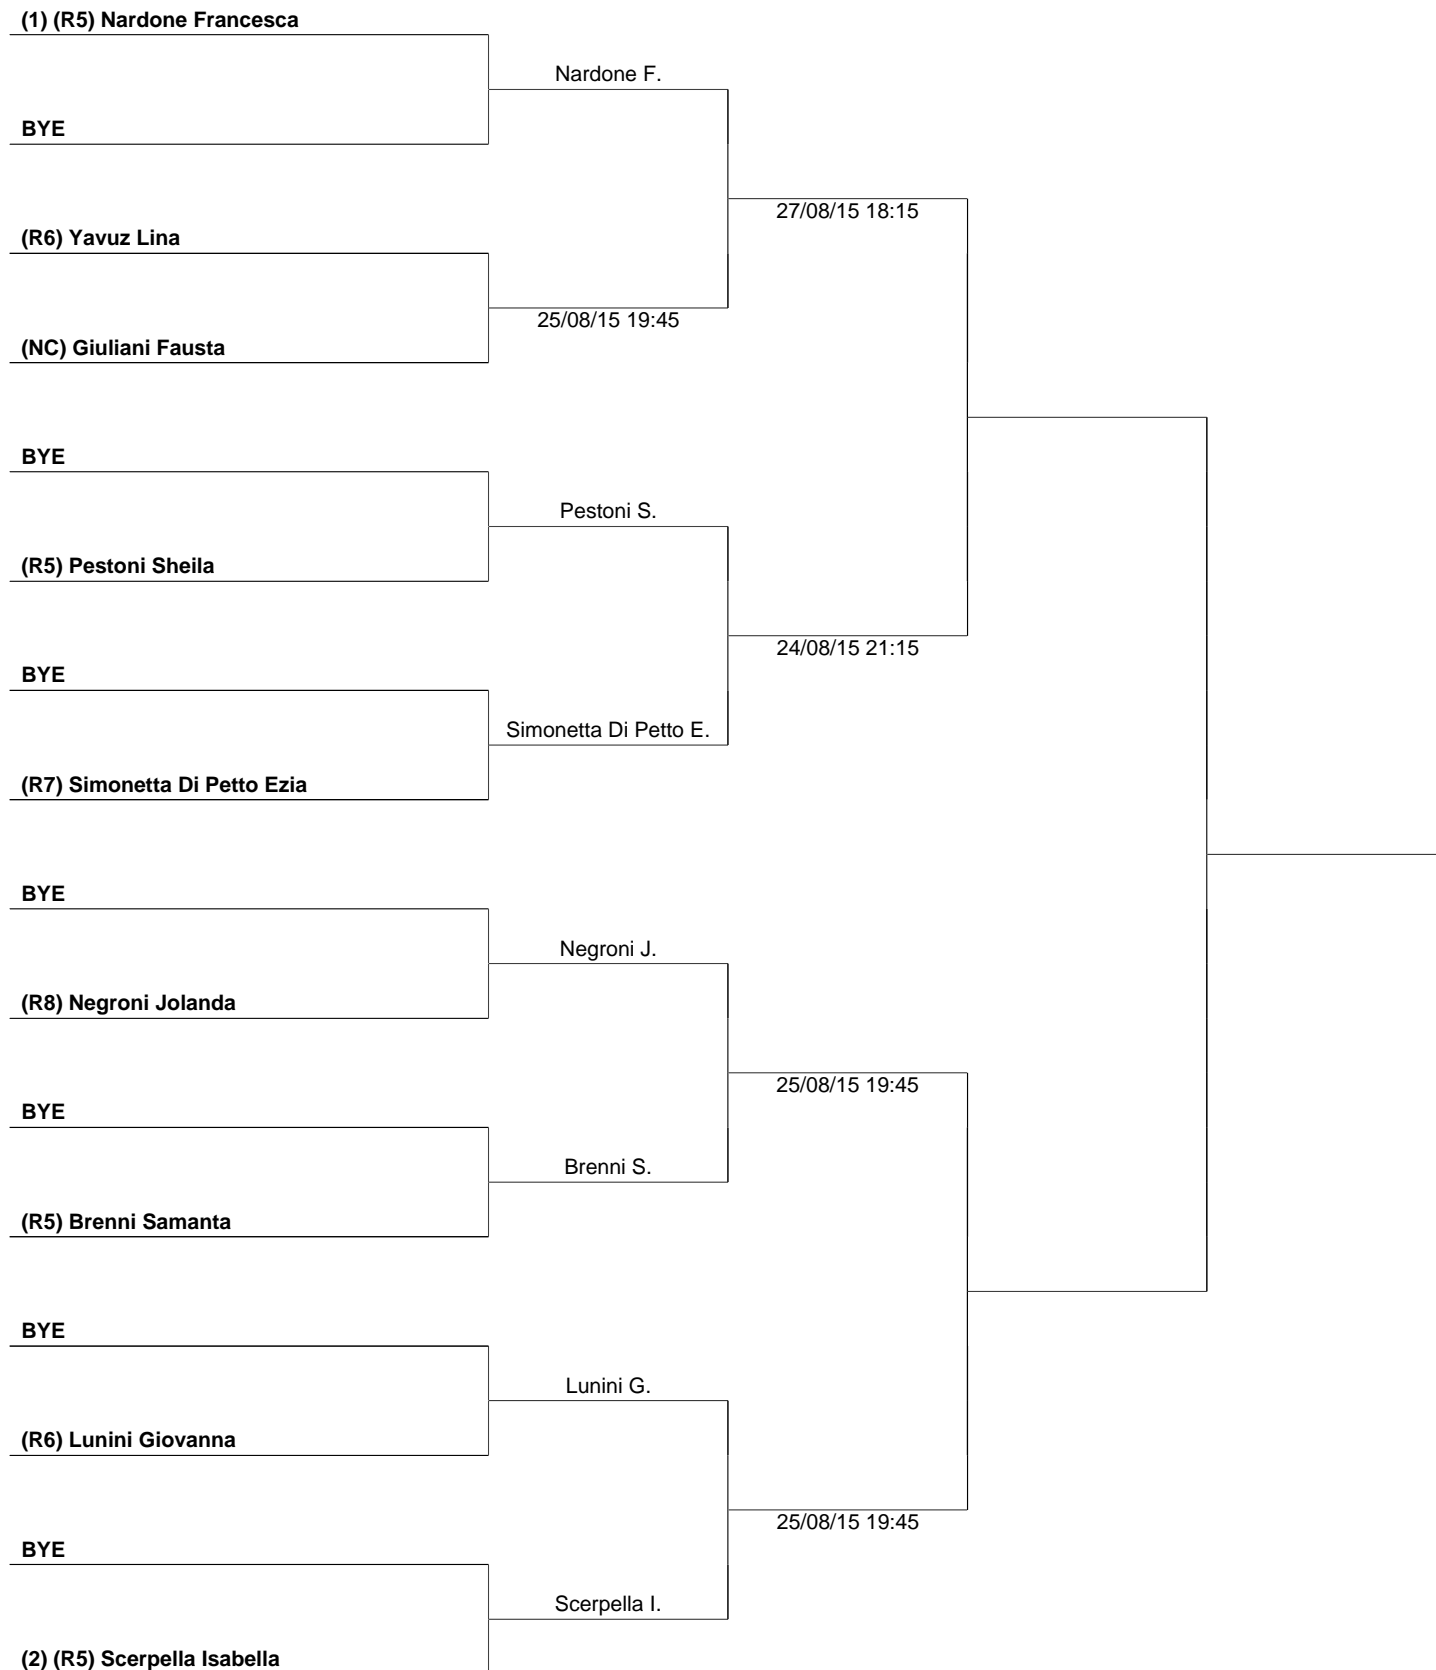 (1) (R5) Nardone Francesca
Nardone F.
BYE
27/08/15 18:15
(R6) Yavuz Lina
25/08/15 19:45
(NC) Giuliani Fausta
BYE
Pestoni S.
(R5) Pestoni Sheila
24/08/15 21:15
BYE
Simonetta Di Petto E.
(R7) Simonetta Di Petto Ezia
BYE
Negroni J.
(R8) Negroni Jolanda
25/08/15 19:45
BYE
Brenni S.
(R5) Brenni Samanta
BYE
Lunini G.
(R6) Lunini Giovanna
25/08/15 19:45
BYE
Scerpella I.
(2) (R5) Scerpella Isabella